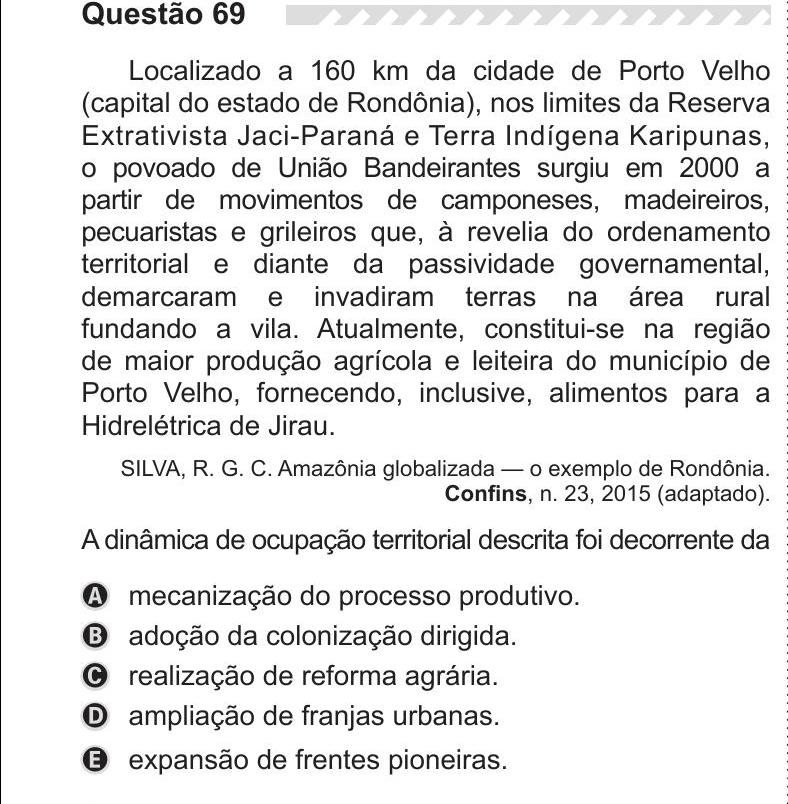 Questão 69
Localizado a 160 km da cidade de Porto Velho
(capital do estado de Rondônia), nos limites da Reserva
Extrativista Jaci-Paraná e Terra Indígena Karipunas,
o povoado de União Bandeirantes surgiu em 2000 a
partir de movimentos de camponeses, madeireiros,
pecuaristas e grileiros que, à revelia do ordenamento
territorial e diante da passividade governamental,
demarcaram e invadiram terras na área rural
fundando a vila. Atualmente, constitui-se na região
de maior produção agrícola e leiteira do município de
Porto Velho, fornecendo, inclusive, alimentos para a
Hidrelétrica de Jirau.
SILVA, R. G. C. Amazônia globalizada — o exemplo de Rondônia.
Confins, n. 23, 2015 (adaptado).
A dinâmica de ocupação territorial descrita foi decorrente da
A mecanização do processo produtivo.
B adoção da colonização dirigida.
C realização de reforma agrária.
D ampliação de franjas urbanas.
E expansão de frentes pioneiras.